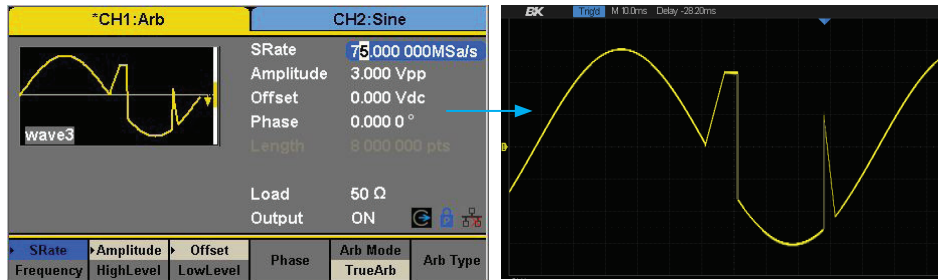 *CH1:Arb
CH2:Sine
wave3
SRate 75.000 000MSa/s
Amplitude 3.000 Vpp
Offset 0.000 Vdc
Phase 0.000 0 °
Length 8 000 000 pts
Load 50 Ω
Output ON
SRate Amplitude Offset Phase Arb Mode Arb Type
Frequency HighLevel LowLevel TrueArb
BK Trig'd M 10.0ms Delay -28.20ms